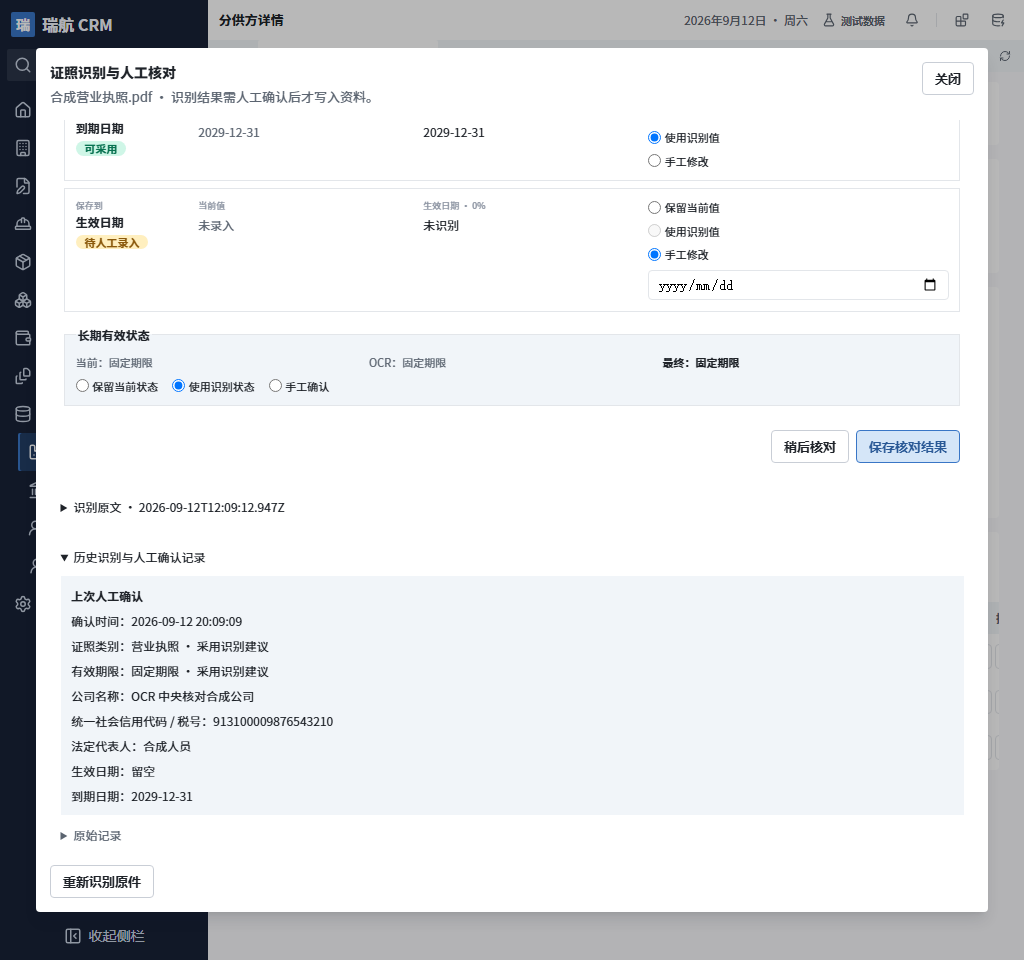 瑞 瑞航 CRM
分供方详情
2026年9月12日 · 周六
测试数据
证照识别与人工核对
合成营业执照.pdf · 识别结果需人工确认后才写入资料。
关闭
到期日期
可采用
2029-12-31
2029-12-31
使用识别值
手工修改
保存到
生效日期
待人工录入
当前值
未录入
生效日期 · 0%
未识别
保留当前值
使用识别值
手工修改
yyyy/mm/dd
长期有效状态
当前：固定期限
OCR：固定期限
最终：固定期限
保留当前状态
使用识别状态
手工确认
稍后核对
保存核对结果
识别原文 · 2026-09-12T12:09:12.947Z
历史识别与人工确认记录
上次人工确认
确认时间：2026-09-12 20:09:09
证照类别：营业执照 · 采用识别建议
有效期限：固定期限 · 采用识别建议
公司名称：OCR 中央核对合成公司
统一社会信用代码 / 税号：913100009876543210
法定代表人：合成人员
生效日期：留空
到期日期：2029-12-31
原始记录
重新识别原件
收起侧栏